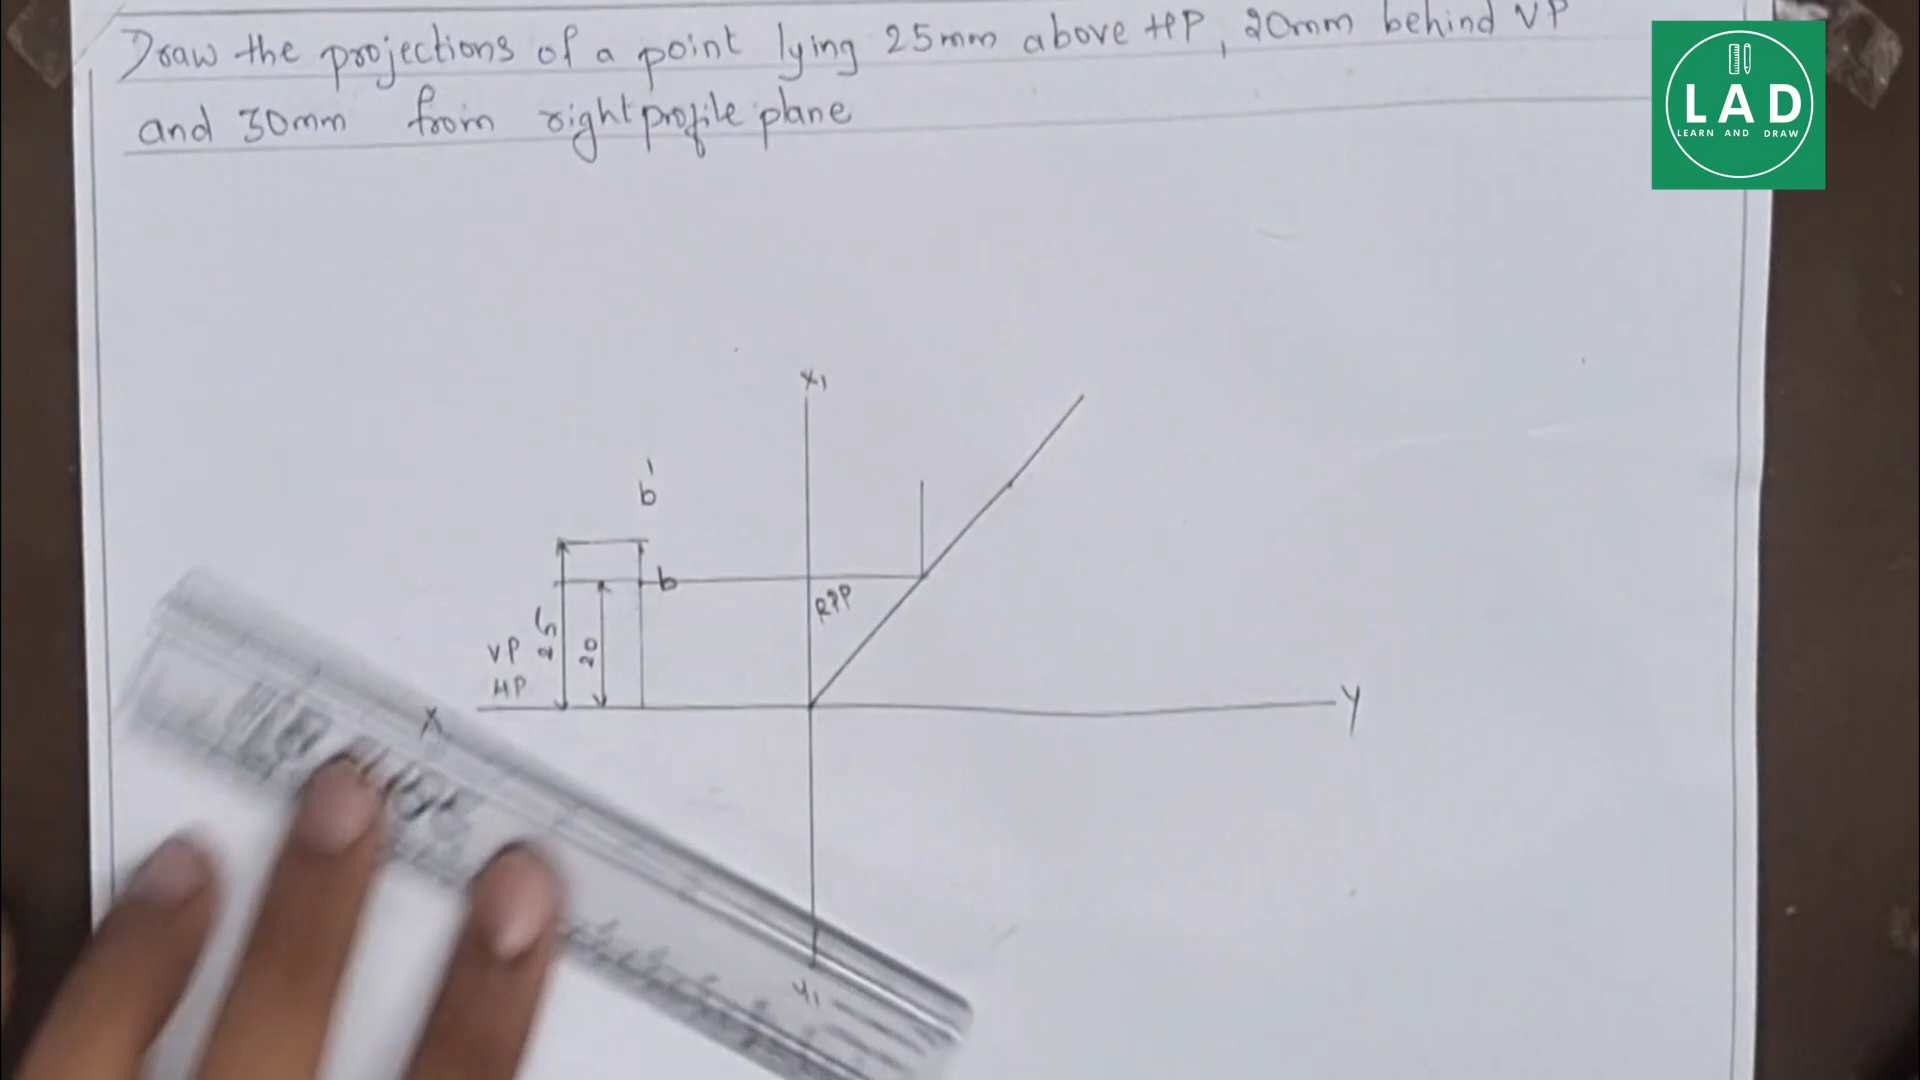 Draw the projections of a point lying 25mm above HP, 20mm behind VP
and 30mm from right profile plane
LAD
LEARN AND DRAW
X1
b'
b
RPP
25
20
VP
HP
X
Y
Y1